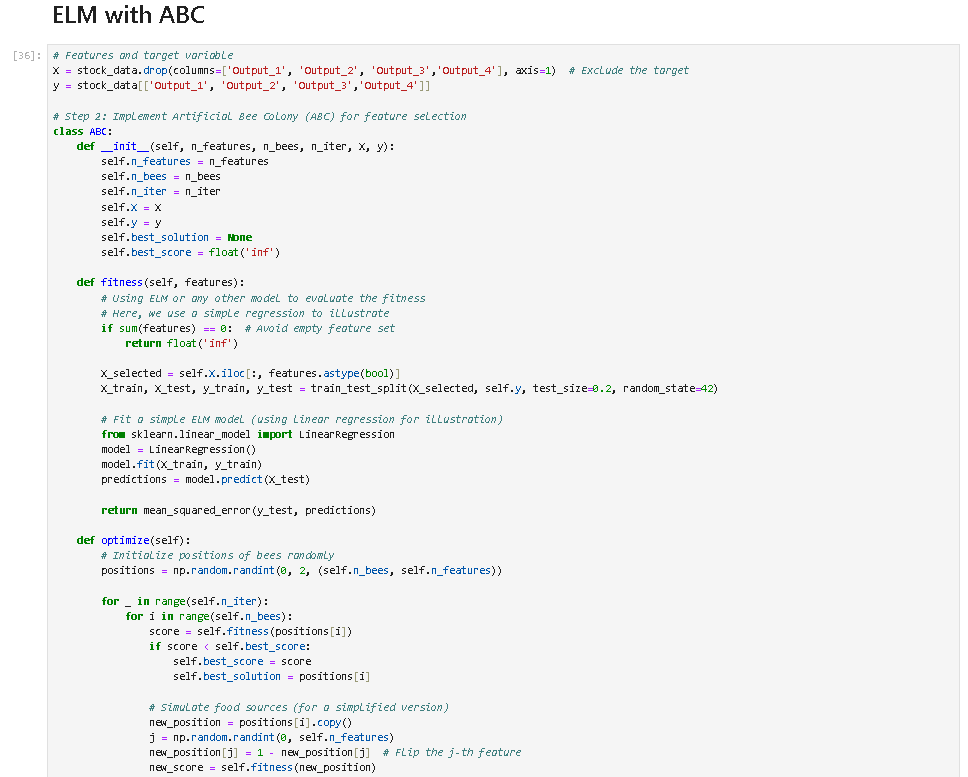 ELM with ABC
[36]: # Features and target variable
X = stock_data.drop(columns=['Output_1', 'Output_2', 'Output_3','Output_4'], axis=1)  # Exclude the target
y = stock_data[['Output_1', 'Output_2', 'Output_3','Output_4']]

# Step 2: Implement Artificial Bee Colony (ABC) for feature selection
class ABC:
    def __init__(self, n_features, n_bees, n_iter, X, y):
        self.n_features = n_features
        self.n_bees = n_bees
        self.n_iter = n_iter
        self.X = X
        self.y = y
        self.best_solution = None
        self.best_score = float('inf')

    def fitness(self, features):
        # Using ELM or any other model to evaluate the fitness
        # Here, we use a simple regression to illustrate
        if sum(features) == 0:  # Avoid empty feature set
            return float('inf')

        X_selected = self.X.iloc[:, features.astype(bool)]
        X_train, X_test, y_train, y_test = train_test_split(X_selected, self.y, test_size=0.2, random_state=42)

        # Fit a simple ELM model (using linear regression for illustration)
        from sklearn.linear_model import LinearRegression
        model = LinearRegression()
        model.fit(X_train, y_train)
        predictions = model.predict(X_test)

        return mean_squared_error(y_test, predictions)

    def optimize(self):
        # Initialize positions of bees randomly
        positions = np.random.randint(0, 2, (self.n_bees, self.n_features))

        for _ in range(self.n_iter):
            for i in range(self.n_bees):
                score = self.fitness(positions[i])
                if score < self.best_score:
                    self.best_score = score
                    self.best_solution = positions[i]

                # Simulate food sources (for a simplified version)
                new_position = positions[i].copy()
                j = np.random.randint(0, self.n_features)
                new_position[j] = 1 - new_position[j]  # Flip the j-th feature
                new_score = self.fitness(new_position)